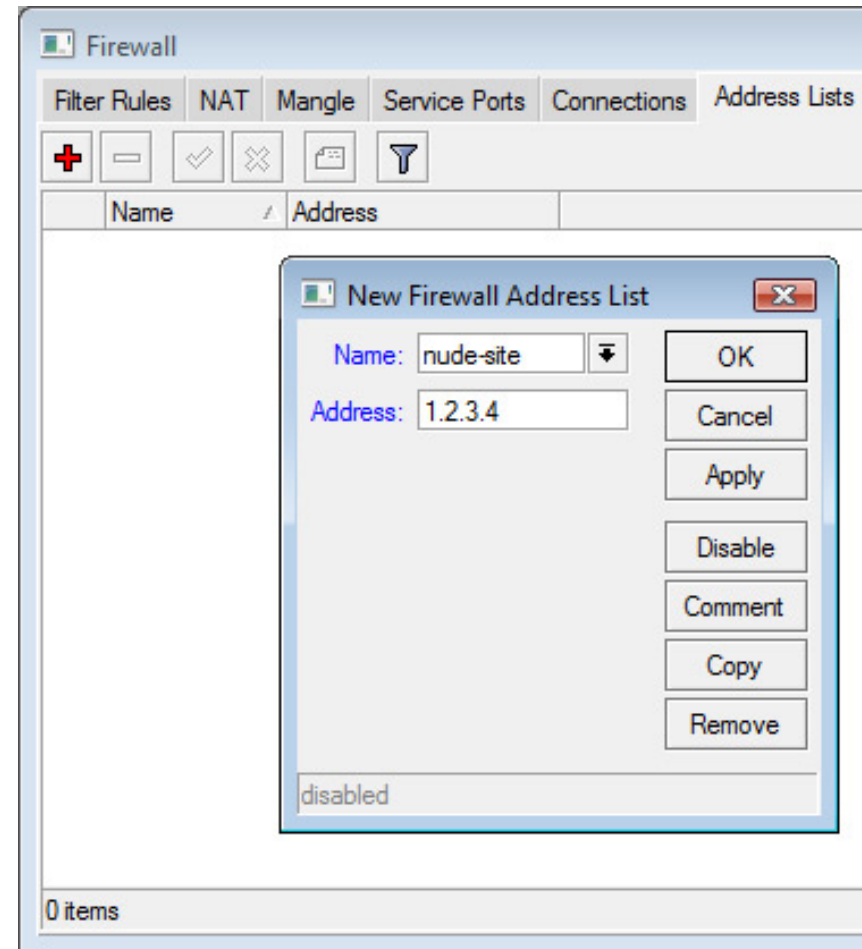 Firewall
Filter Rules NAT Mangle Service Ports Connections Address Lists
Name Address
New Firewall Address List
Name: nude-site OK
Address: 1.2.3.4 Cancel
Apply
Disable
Comment
Copy
Remove
disabled
0 items